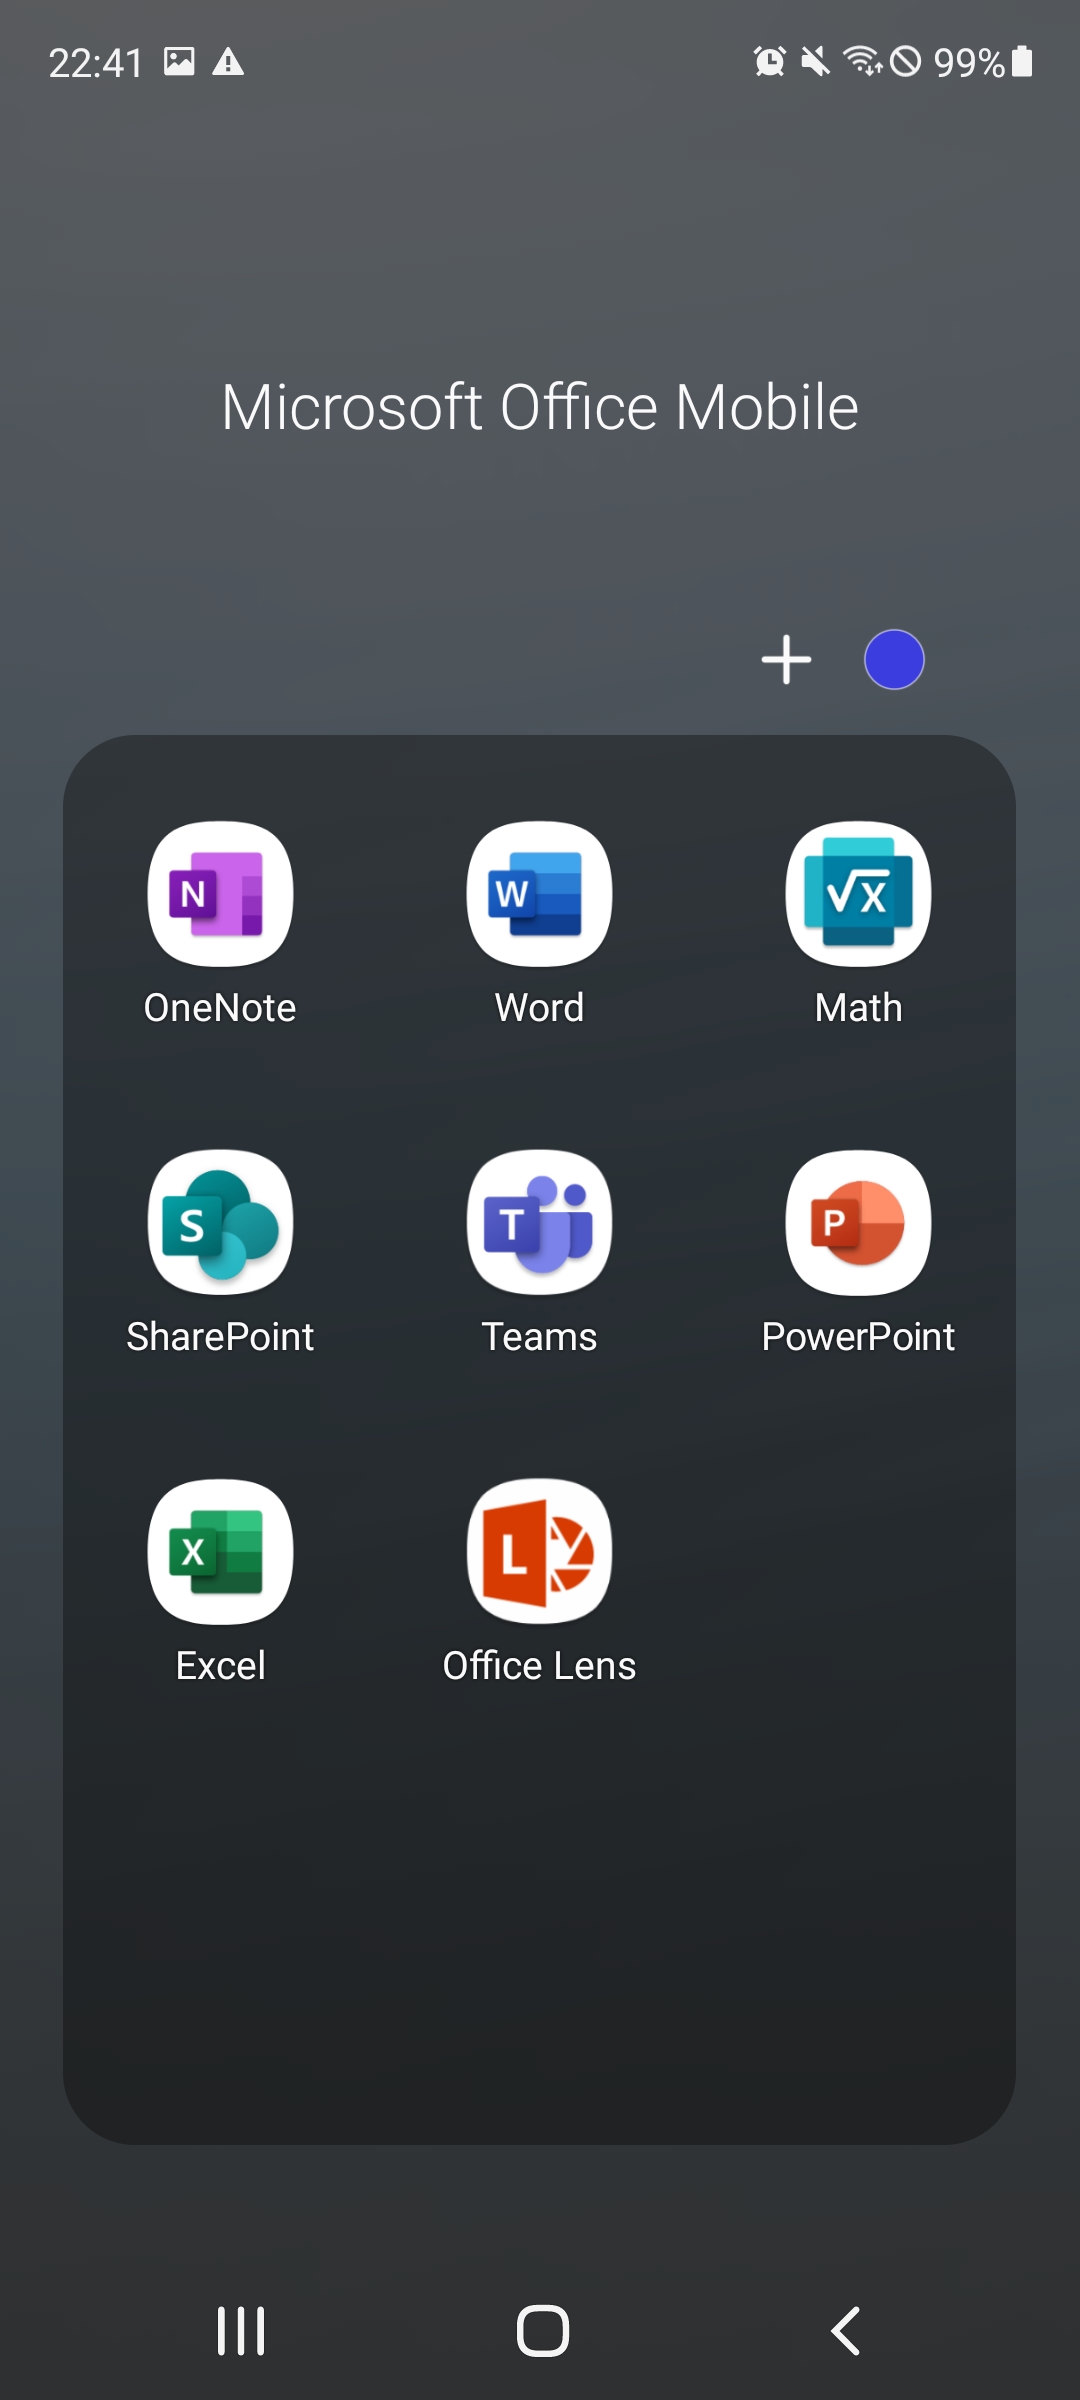 22:41 99%
Microsoft Office Mobile
N W √x
OneNote Word Math
S T P
SharePoint Teams PowerPoint
X L
Excel Office Lens